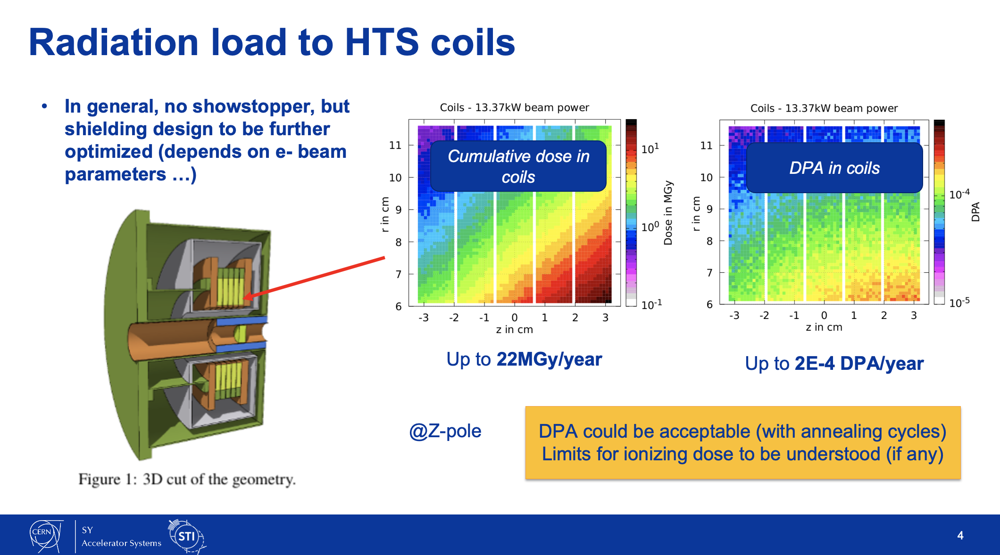 Radiation load to HTS coils
• In general, no showstopper, but
shielding design to be further
optimized (depends on e- beam
parameters …)
Figure 1: 3D cut of the geometry.
Coils - 13.37kW beam power
Cumulative dose in
coils
r in cm
11
10
9
8
7
6
-3 -2 -1 0 1 2 3
z in cm
10¹
10⁰
10⁻¹
Dose in MGy
Up to 22MGy/year
Coils - 13.37kW beam power
DPA in coils
r in cm
11
10
9
8
7
6
-3 -2 -1 0 1 2 3
z in cm
10⁻⁴
10⁻⁵
DPA
Up to 2E-4 DPA/year
@Z-pole
DPA could be acceptable (with annealing cycles)
Limits for ionizing dose to be understood (if any)
CERN
SY
Accelerator Systems
STI
4